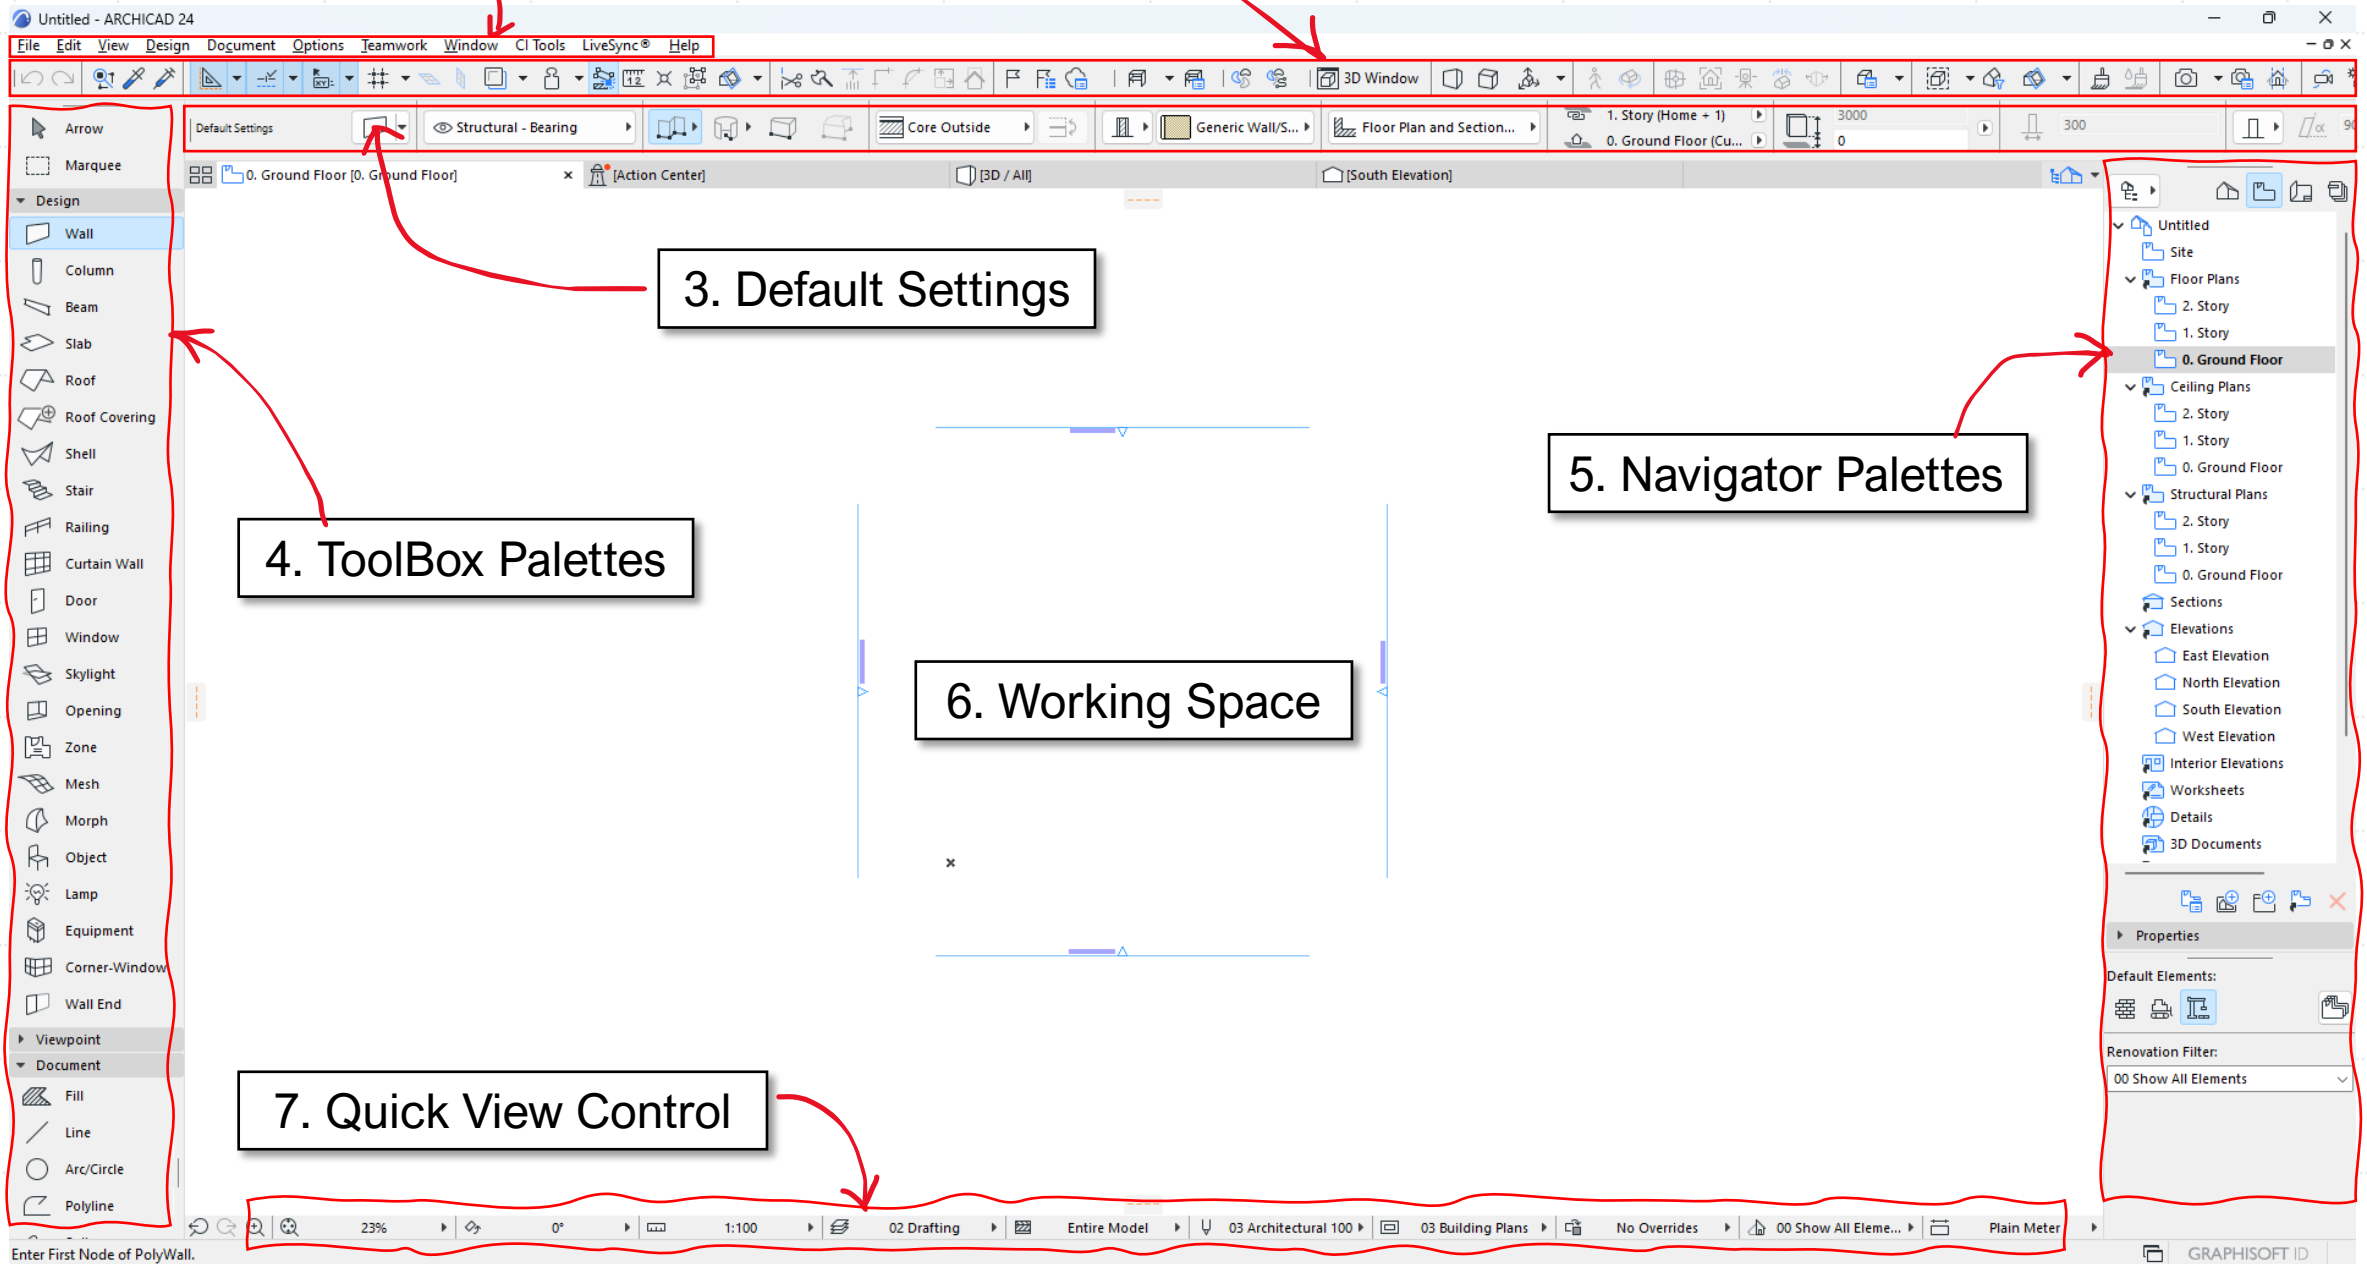 Untitled - ARCHICAD 24
File Edit View Design Document Options Teamwork Window CI Tools LiveSync® Help
3D Window
Default Settings
Structural - Bearing
Core Outside
Generic Wall/S...
Floor Plan and Section...
1. Story (Home + 1)
0. Ground Floor (Cu...
3000
0
300
90
0. Ground Floor [0. Ground Floor]
[Action Center]
[3D / All]
[South Elevation]
Arrow
Marquee
Design
Wall
Column
Beam
Slab
Roof
Roof Covering
Shell
Stair
Railing
Curtain Wall
Door
Window
Skylight
Opening
Zone
Mesh
Morph
Object
Lamp
Equipment
Corner-Window
Wall End
Viewpoint
Document
Fill
Line
Arc/Circle
Polyline
3. Default Settings
4. ToolBox Palettes
5. Navigator Palettes
6. Working Space
7. Quick View Control
Untitled
Site
Floor Plans
2. Story
1. Story
0. Ground Floor
Ceiling Plans
2. Story
1. Story
0. Ground Floor
Structural Plans
2. Story
1. Story
0. Ground Floor
Sections
Elevations
East Elevation
North Elevation
South Elevation
West Elevation
Interior Elevations
Worksheets
Details
3D Documents
Properties
Default Elements:
Renovation Filter:
00 Show All Elements
23%
0°
1:100
02 Drafting
Entire Model
03 Architectural 100
03 Building Plans
No Overrides
00 Show All Eleme...
Plain Meter
Enter First Node of PolyWall.
GRAPHISOFT ID